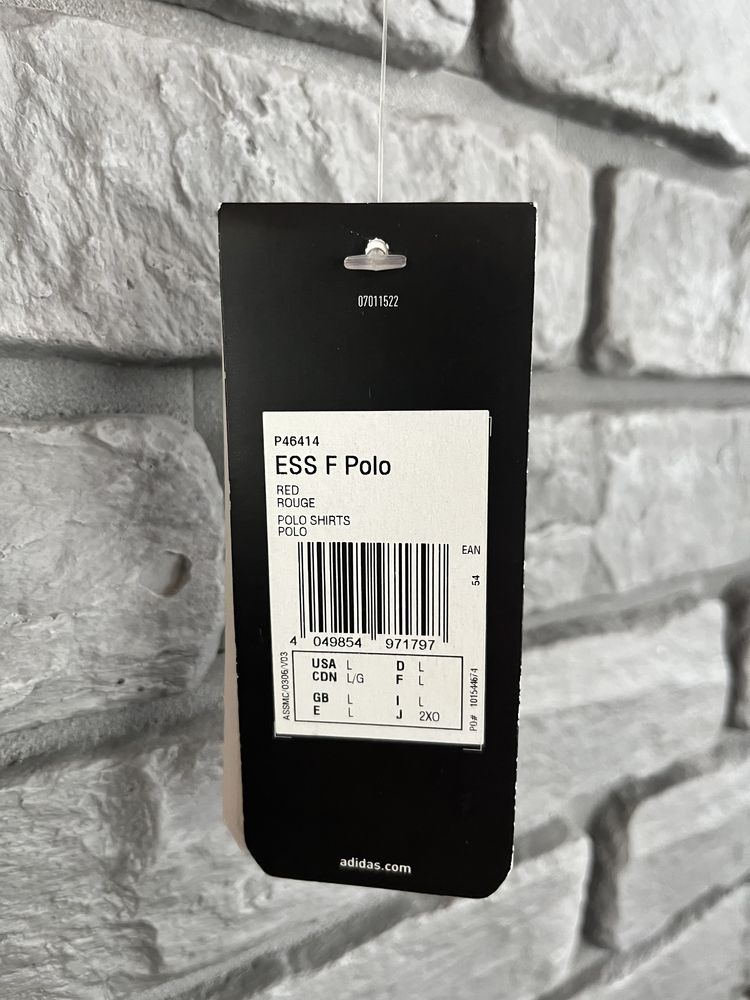 07011522
P46414
ESS F Polo
RED
ROUGE
POLO SHIRTS
POLO
EAN
54
4 049854 971797
ASSMC/0306/V03
USA L D L
CDN L/G F L
GB L I L
E L J 2XO
PO# 101544674
adidas.com